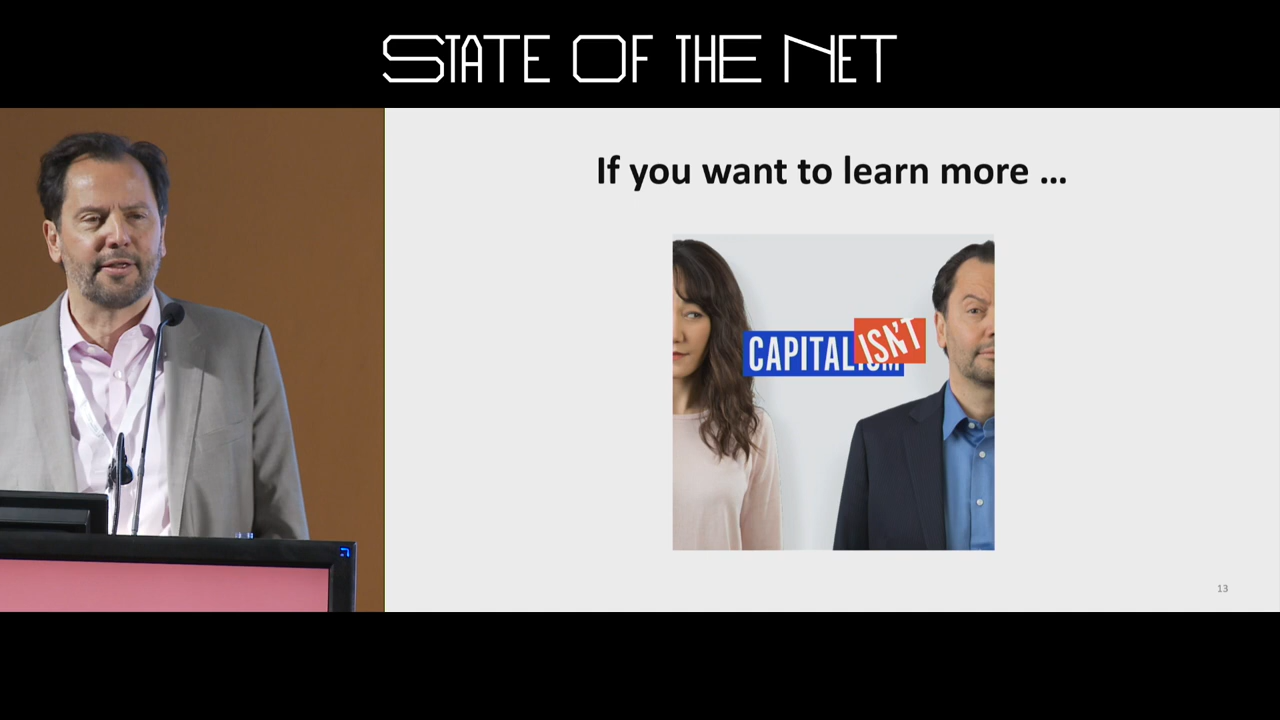 STATE OF THE NET
If you want to learn more ...
CAPITALISM
ISN'T
13